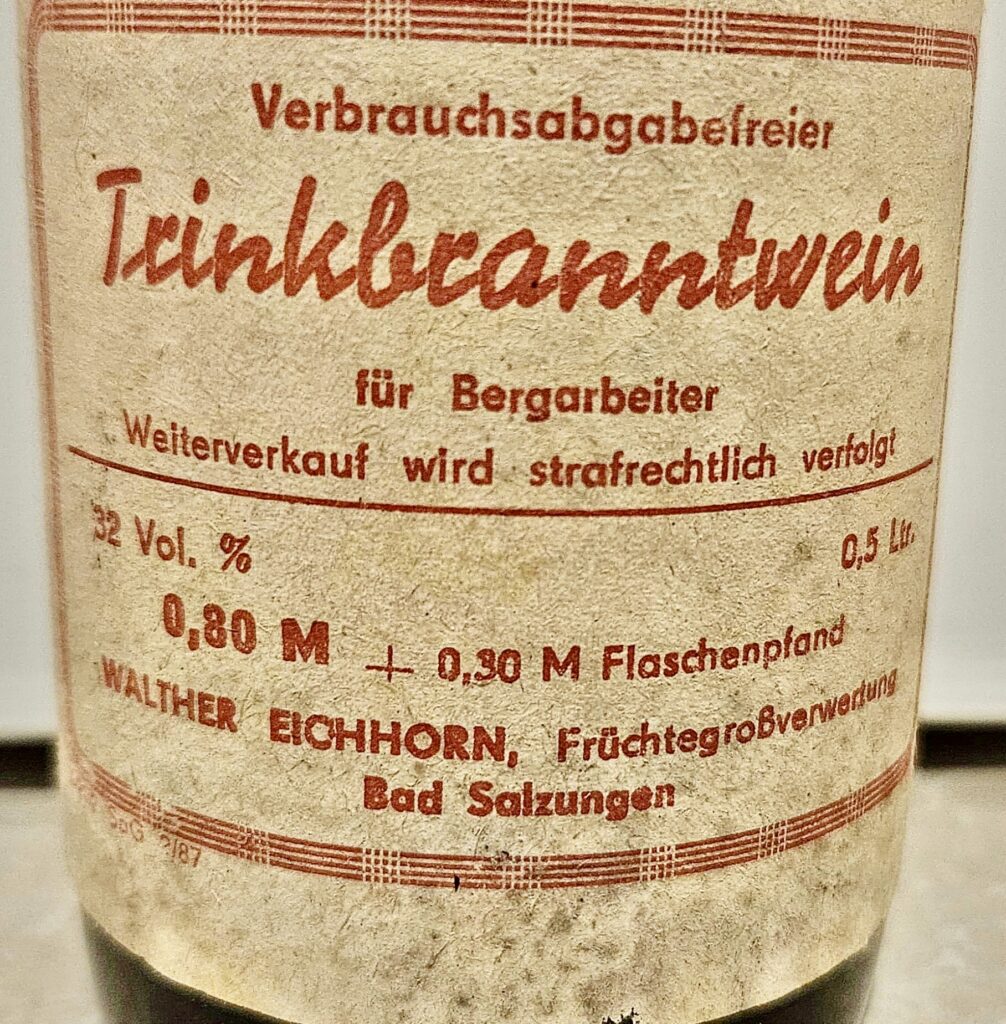 Verbrauchsabgabefreier
Trinkbranntwein
für Bergarbeiter
Weiterverkauf wird strafrechtlich verfolgt
32 Vol. % 0,5 Ltr.
0,80 M + 0,30 M Flaschenpfand
WALTHER EICHHORN, Früchtegroßverwertung
Bad Salzungen